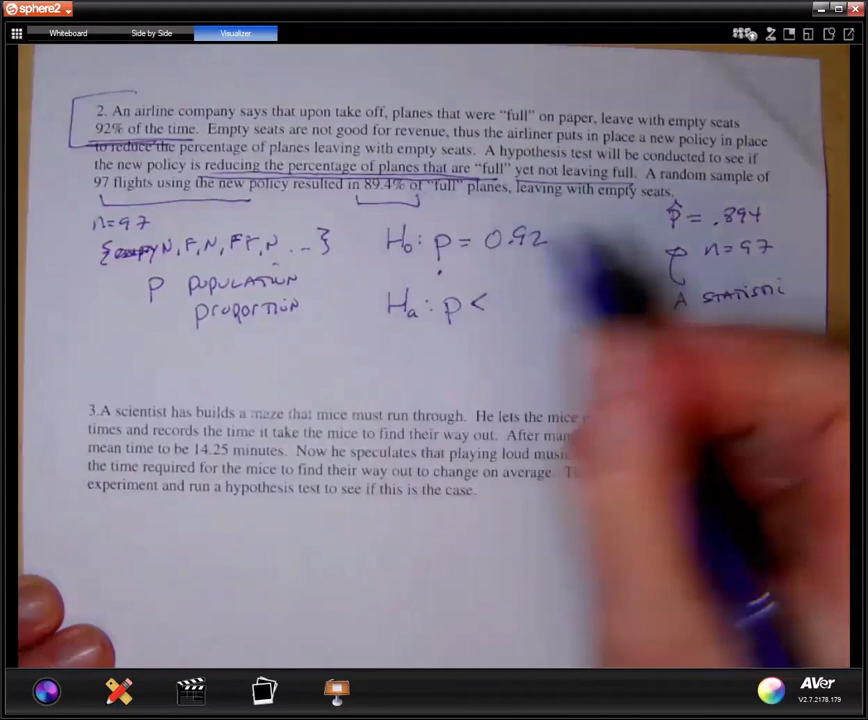 sphere2
Whiteboard Side by Side Visualizer
2. An airline company says that upon take off, planes that were "full" on paper, leave with empty seats
92% of the time. Empty seats are not good for revenue, thus the airliner puts in place a new policy in place
to reduce the percentage of planes leaving with empty seats. A hypothesis test will be conducted to see if
the new policy is reducing the percentage of planes that are "full" yet not leaving full. A random sample of
97 flights using the new policy resulted in 89.4% of "full" planes, leaving with empty seats.
n=97
N, F, N, FF, N ... }
P POPULATION
PROPORTION
H₀: p = 0.92
Hₐ: p <
p̂ = .894
n=97
A STATISTIC
3.A scientist has builds a maze that mice must run through. He lets the mice
times and records the time it take the mice to find their way out. After
mean time to be 14.25 minutes. Now he speculates that playing loud
the time required for the mice to find their way out to change on average.
experiment and run a hypothesis test to see if this is the case.
AVer
V2.7.2178.179